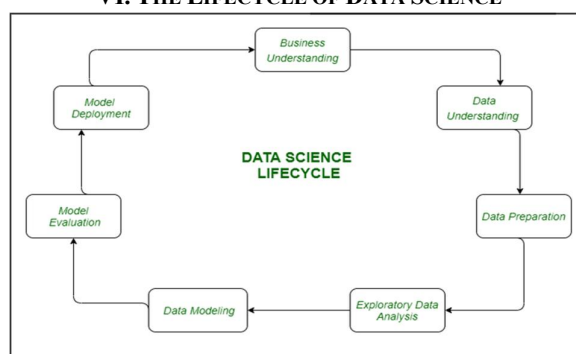 VI. THE LIFECYCLE OF DATA SCIENCE
Business
Understanding
Model
Deployment
Data
Understanding
DATA SCIENCE
LIFECYCLE
Model
Evaluation
Data Preparation
Data Modeling
Exploratory Data
Analysis